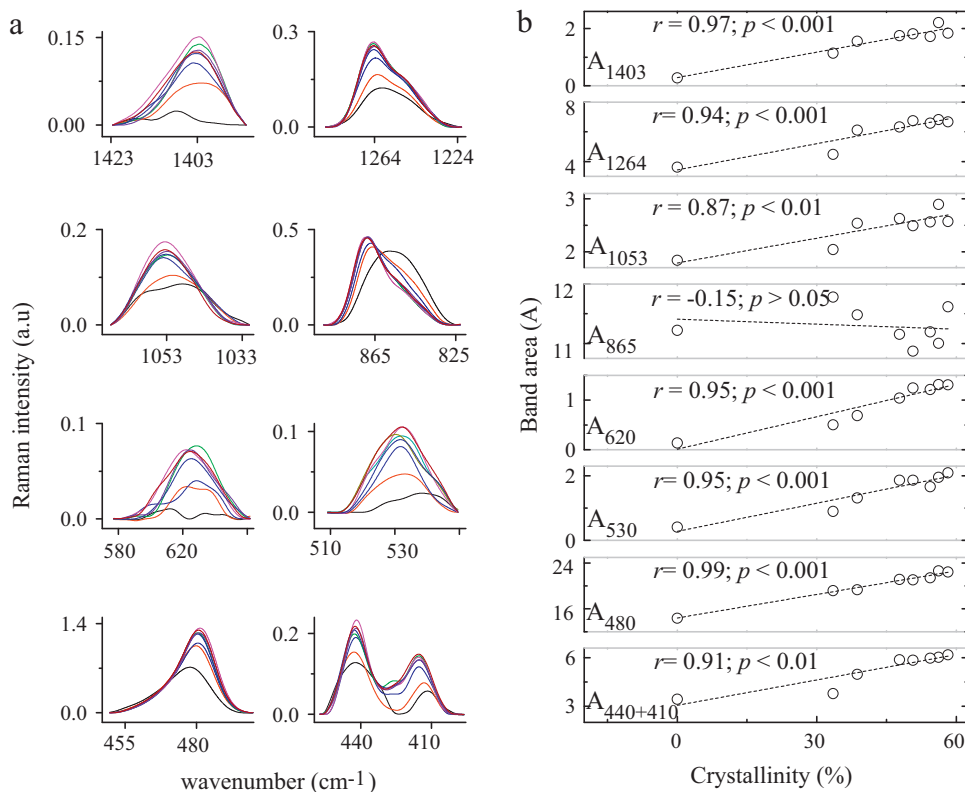 a
Raman intensity (a.u)
0.15
0.00
1423 1403
0.3
0.0
1264 1224
0.2
0.0
1053 1033
0.5
0.0
865 825
0.1
0.0
580 620
0.1
0.0
510 530
1.4
0.0
455 480
0.2
0.0
440 410
wavenumber (cm-1)
b
Band area (A)
2
0
A1403
r = 0.97; p < 0.001
8
4
A1264
r= 0.94; p < 0.001
3
2
A1053
r = 0.87; p < 0.01
12
11
A865
r = -0.15; p > 0.05
1
0
A620
r = 0.95; p < 0.001
2
0
A530
r = 0.95; p < 0.001
24
16
A480
r= 0.99; p < 0.001
6
3
A440+410
r = 0.91; p < 0.01
0 30 60
Crystallinity (%)